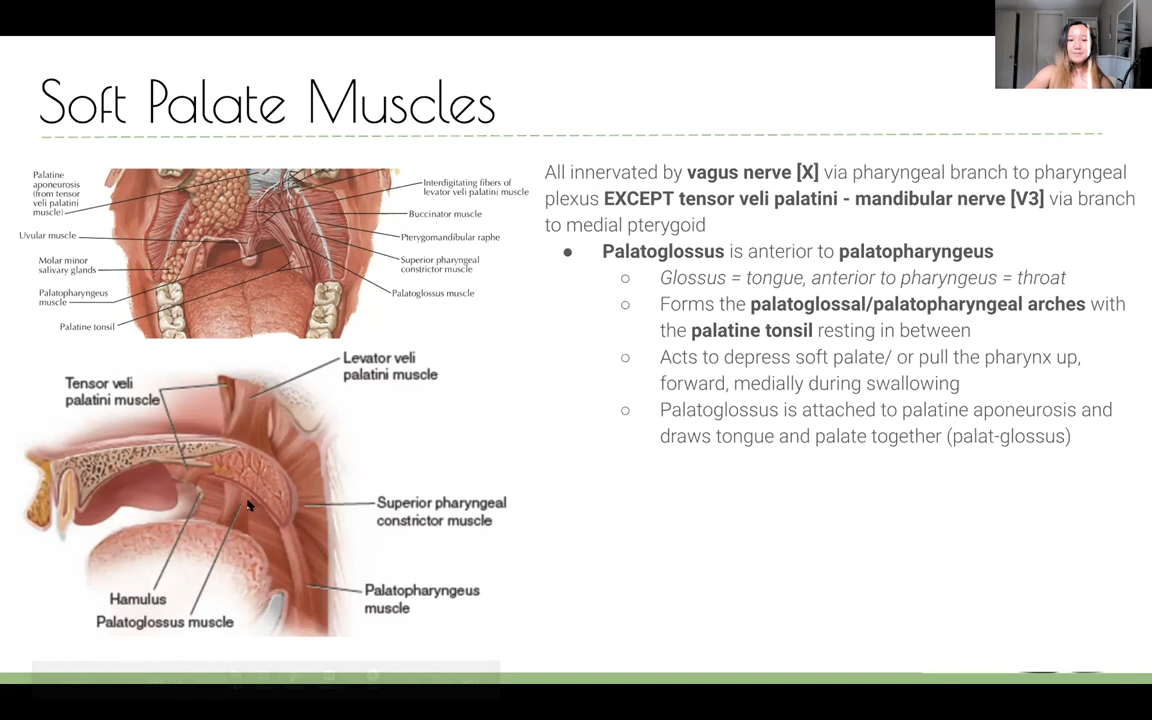 Soft Palate Muscles
Palatine
aponeurosis
(from tensor
veli palatini
muscle)
Uvular muscle
Molar minor
salivary glands
Palatopharyngeus
muscle
Palatine tonsil
Interdigitating fibers of
levator veli palatini muscle
Buccinator muscle
Pterygomandibular raphe
Superior pharyngeal
constrictor muscle
Palatoglossus muscle
Levator veli
palatini muscle
Tensor veli
palatini muscle
Superior pharyngeal
constrictor muscle
Palatopharyngeus
muscle
Hamulus
Palatoglossus muscle
All innervated by vagus nerve [X] via pharyngeal branch to pharyngeal
plexus EXCEPT tensor veli palatini - mandibular nerve [V3] via branch
to medial pterygoid
● Palatoglossus is anterior to palatopharyngeus
○ Glossus = tongue, anterior to pharyngeus = throat
○ Forms the palatoglossal/palatopharyngeal arches with
the palatine tonsil resting in between
○ Acts to depress soft palate/ or pull the pharynx up,
forward, medially during swallowing
○ Palatoglossus is attached to palatine aponeurosis and
draws tongue and palate together (palat-glossus)